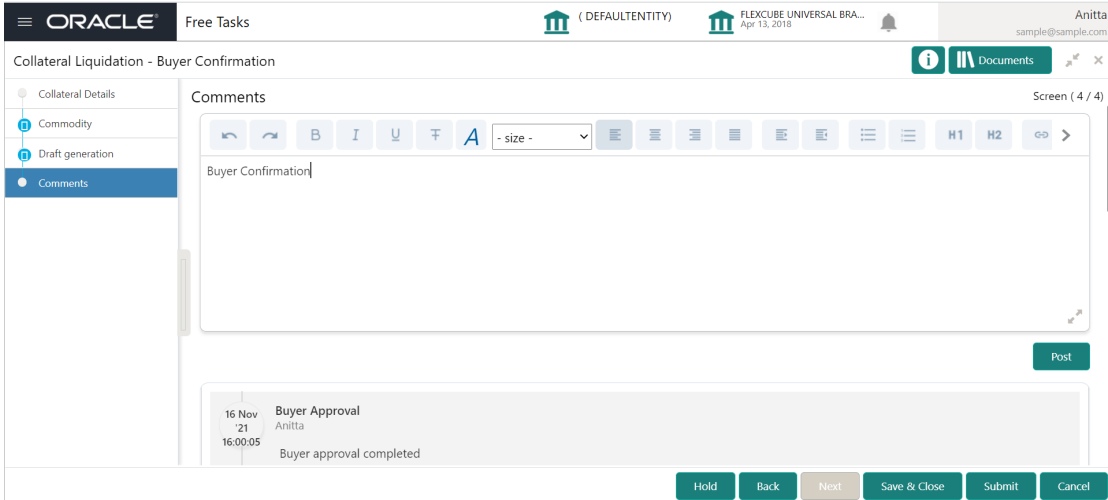 ORACLE
Free Tasks
( DEFAULTENTITY)
FLEXCUBE UNIVERSAL BRA...
Apr 13, 2018
Anitta
sample@sample.com
Collateral Liquidation - Buyer Confirmation
Documents
Collateral Details
Commodity
Draft generation
Comments
Comments
Screen ( 4 / 4)
B I U T A - size - H1 H2
Buyer Confirmation
Post
16 Nov
'21
16:00:05
Buyer Approval
Anitta
Buyer approval completed
Hold Back Next Save & Close Submit Cancel